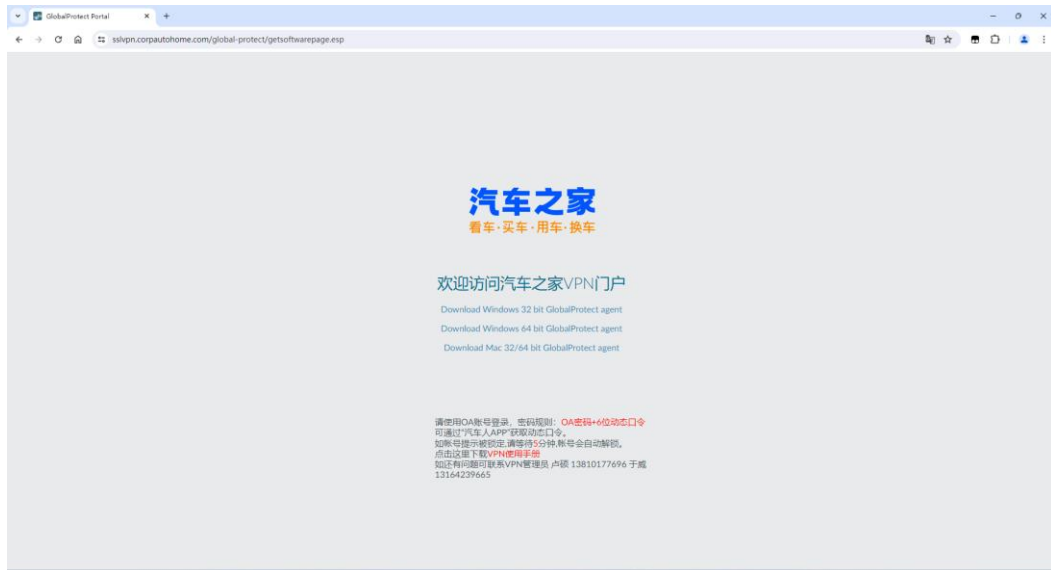 GlobalProtect Portal
sslvpn.corpautohome.com/global-protect/getsoftwarepage.esp
汽车之家
看车·买车·用车·换车
欢迎访问汽车之家VPN门户
Download Windows 32 bit GlobalProtect agent
Download Windows 64 bit GlobalProtect agent
Download Mac 32/64 bit GlobalProtect agent
请使用OA账号登录，密码规则：OA密码+6位动态口令
可通过“汽车人APP”获取动态口令。
如账号提示被锁定,请等待5分钟,帐号会自动解锁。
点击这里下载VPN使用手册
如还有问题可联系VPN管理员 卢硕 13810177696 于威
13164239665